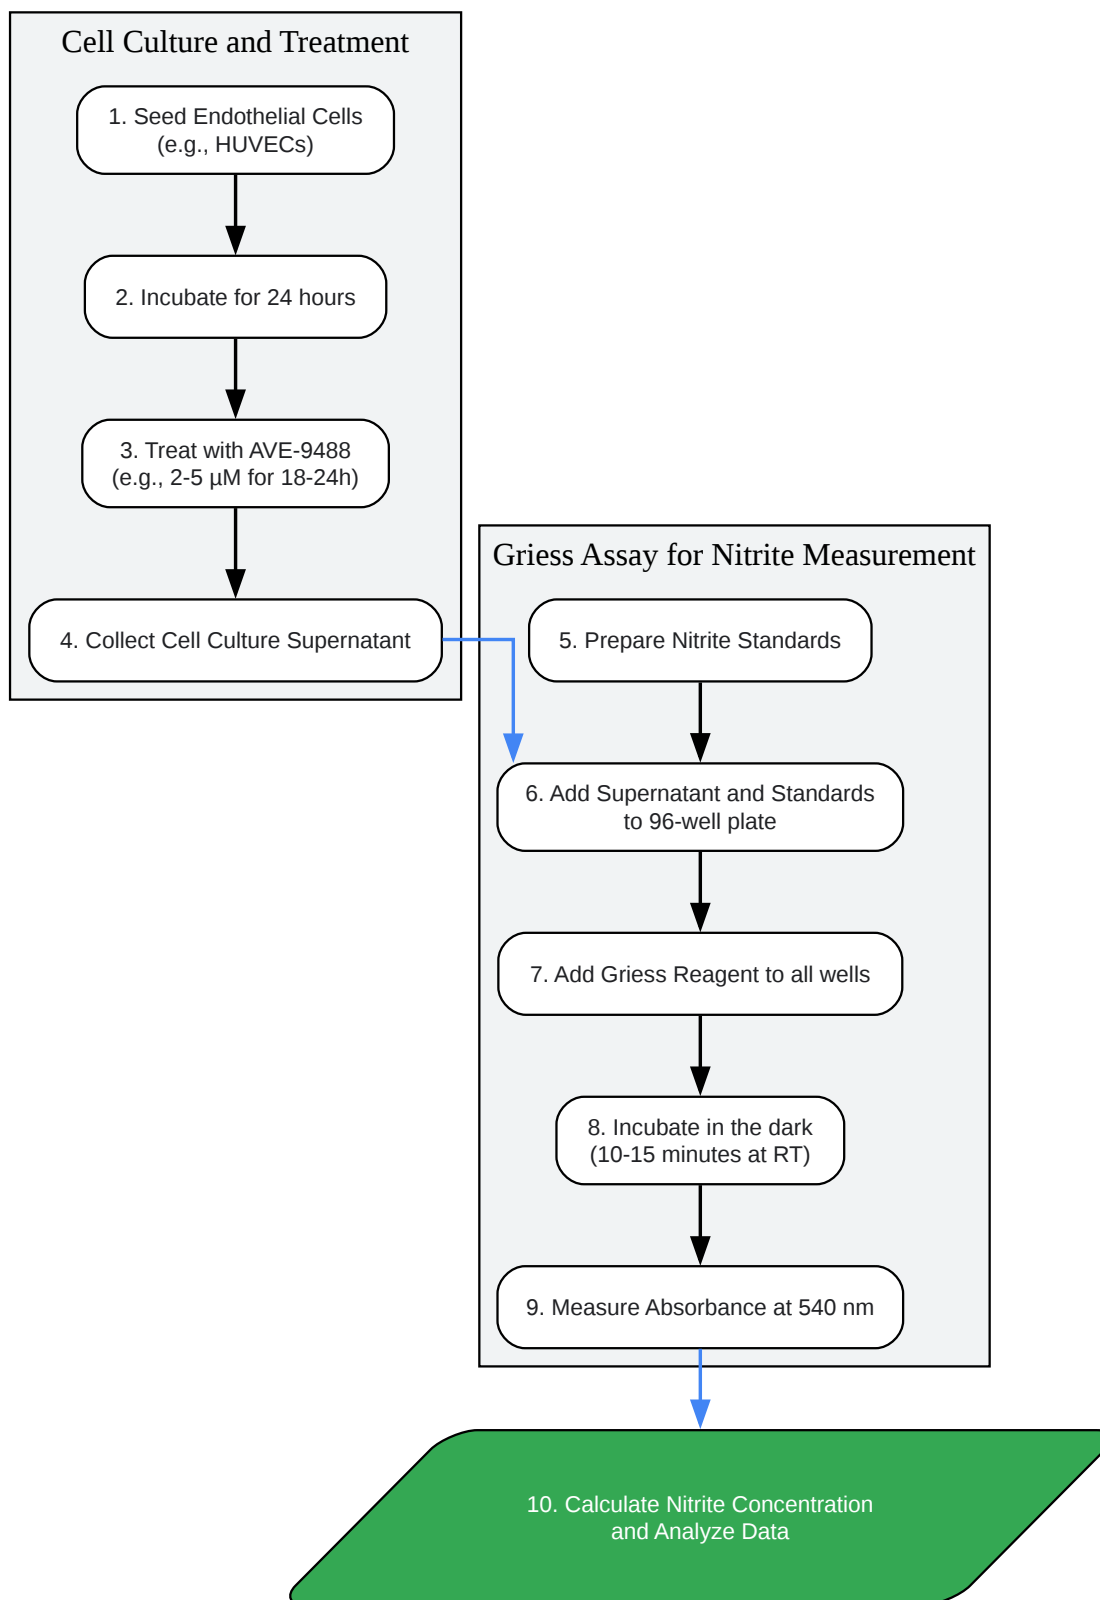 Cell Culture and Treatment
1. Seed Endothelial Cells
(e.g., HUVECs)
2. Incubate for 24 hours
3. Treat with AVE-9488
(e.g., 2-5 µM for 18-24h)
4. Collect Cell Culture Supernatant
Griess Assay for Nitrite Measurement
5. Prepare Nitrite Standards
6. Add Supernatant and Standards
to 96-well plate
7. Add Griess Reagent to all wells
8. Incubate in the dark
(10-15 minutes at RT)
9. Measure Absorbance at 540 nm
10. Calculate Nitrite Concentration
and Analyze Data